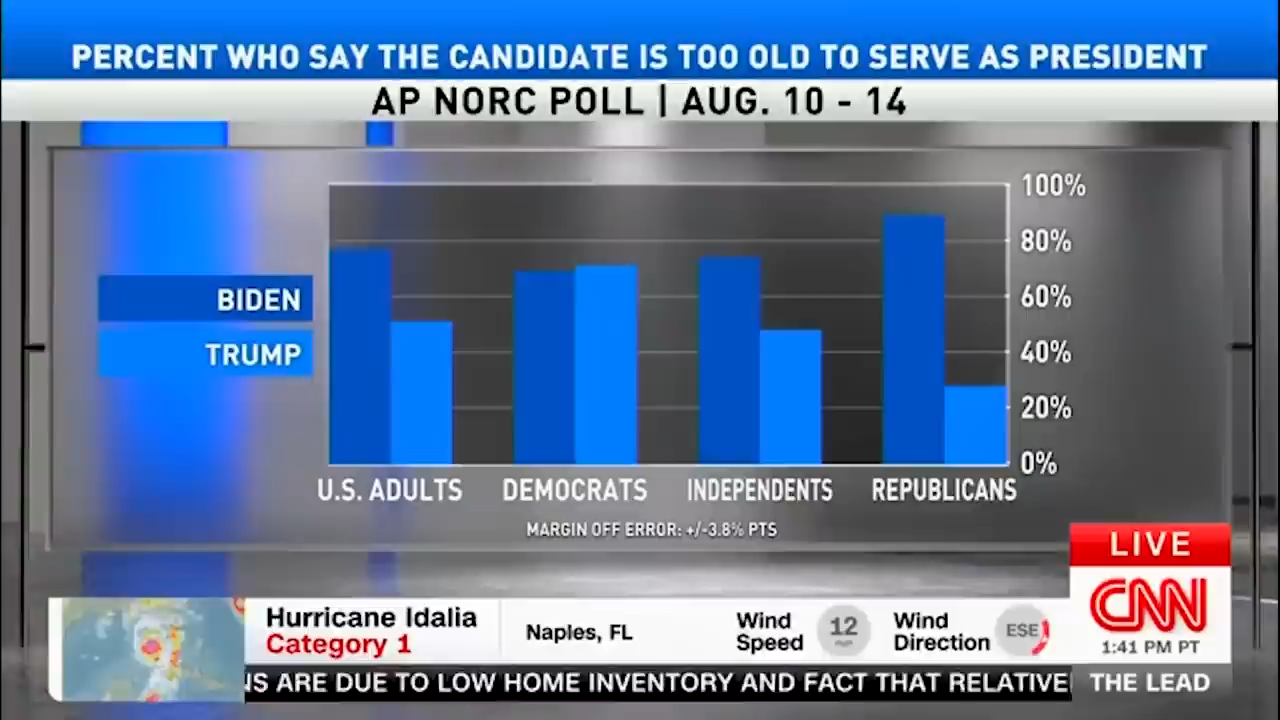 PERCENT WHO SAY THE CANDIDATE IS TOO OLD TO SERVE AS PRESIDENT
AP NORC POLL | AUG. 10 - 14
BIDEN
TRUMP
100%
80%
60%
40%
20%
0%
U.S. ADULTS DEMOCRATS INDEPENDENTS REPUBLICANS
MARGIN OFF ERROR: +/-3.8% PTS
LIVE
CNN
1:41 PM PT
THE LEAD
Hurricane Idalia
Category 1
Naples, FL
Wind
Speed
12
Wind
Direction
ESE
ARE DUE TO LOW HOME INVENTORY AND FACT THAT RELATIVE